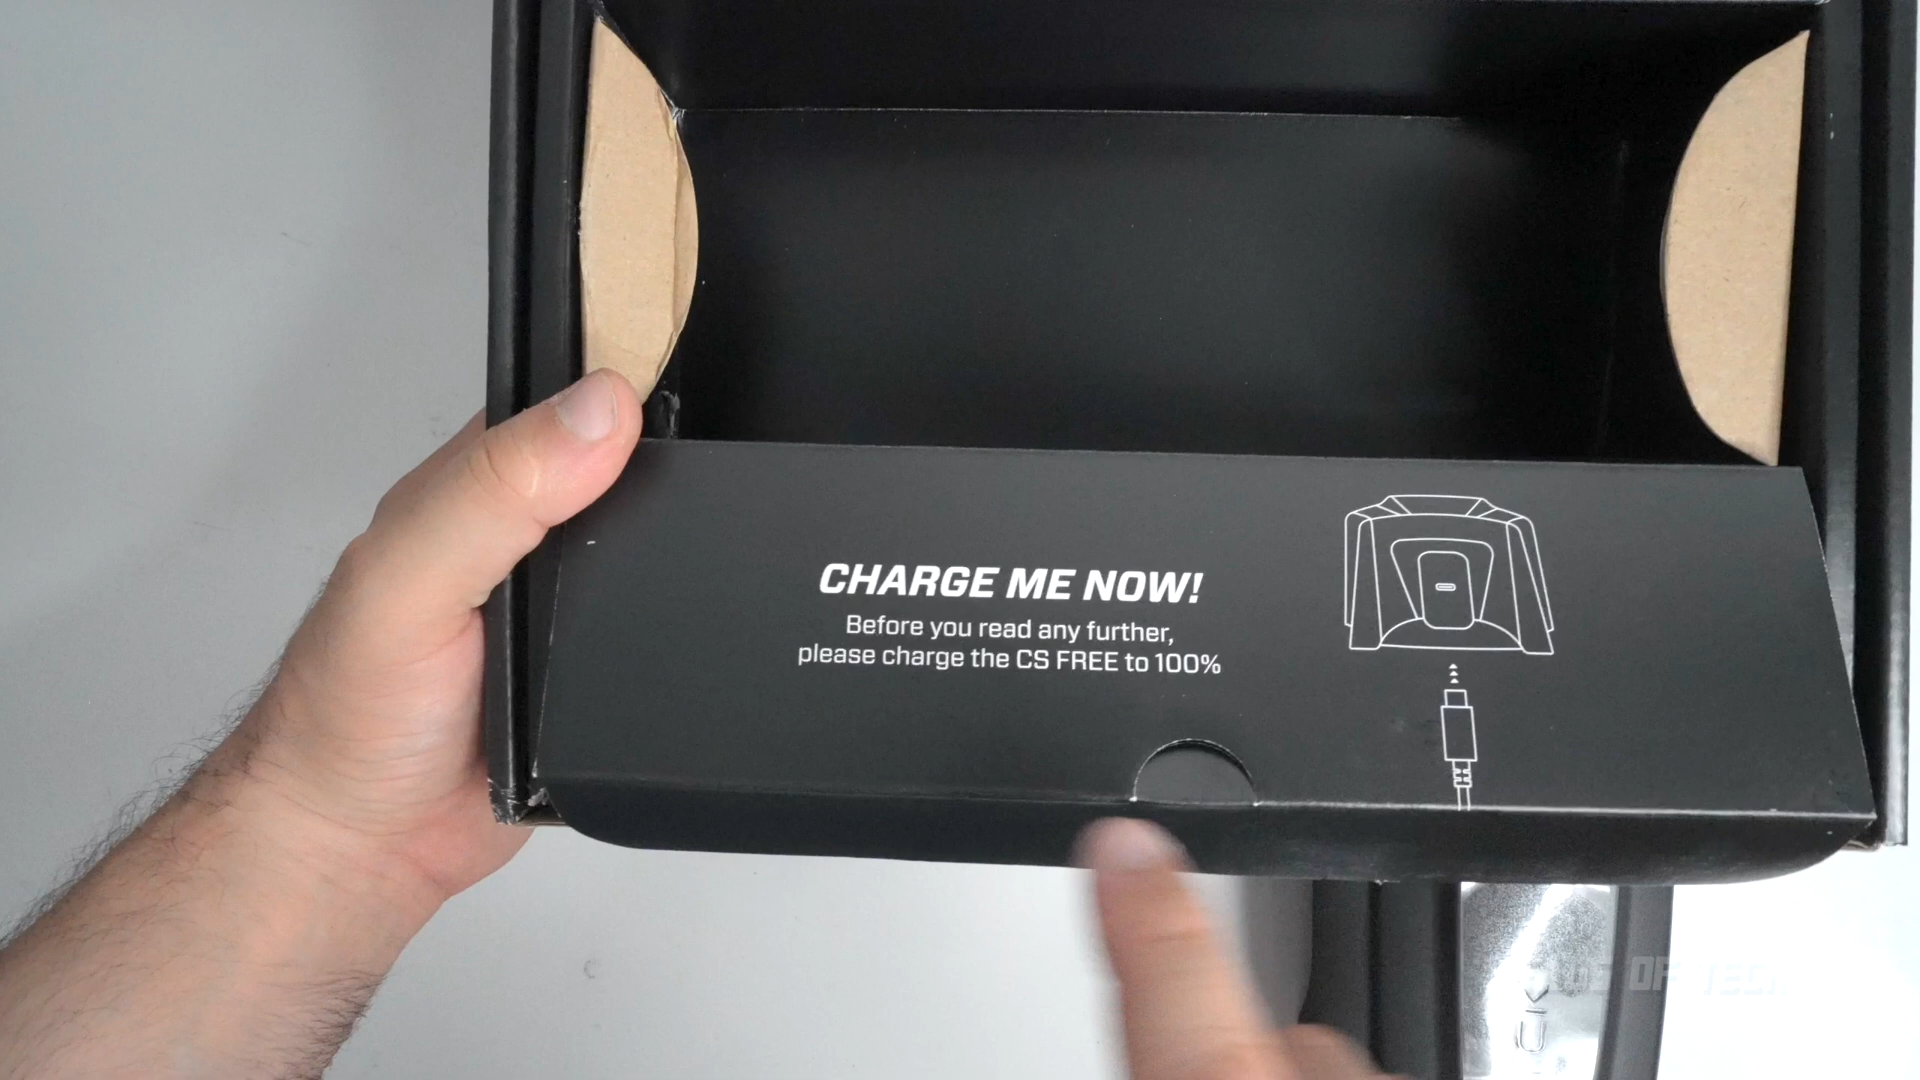 CHARGE ME NOW!
Before you read any further,
please charge the CS FREE to 100%